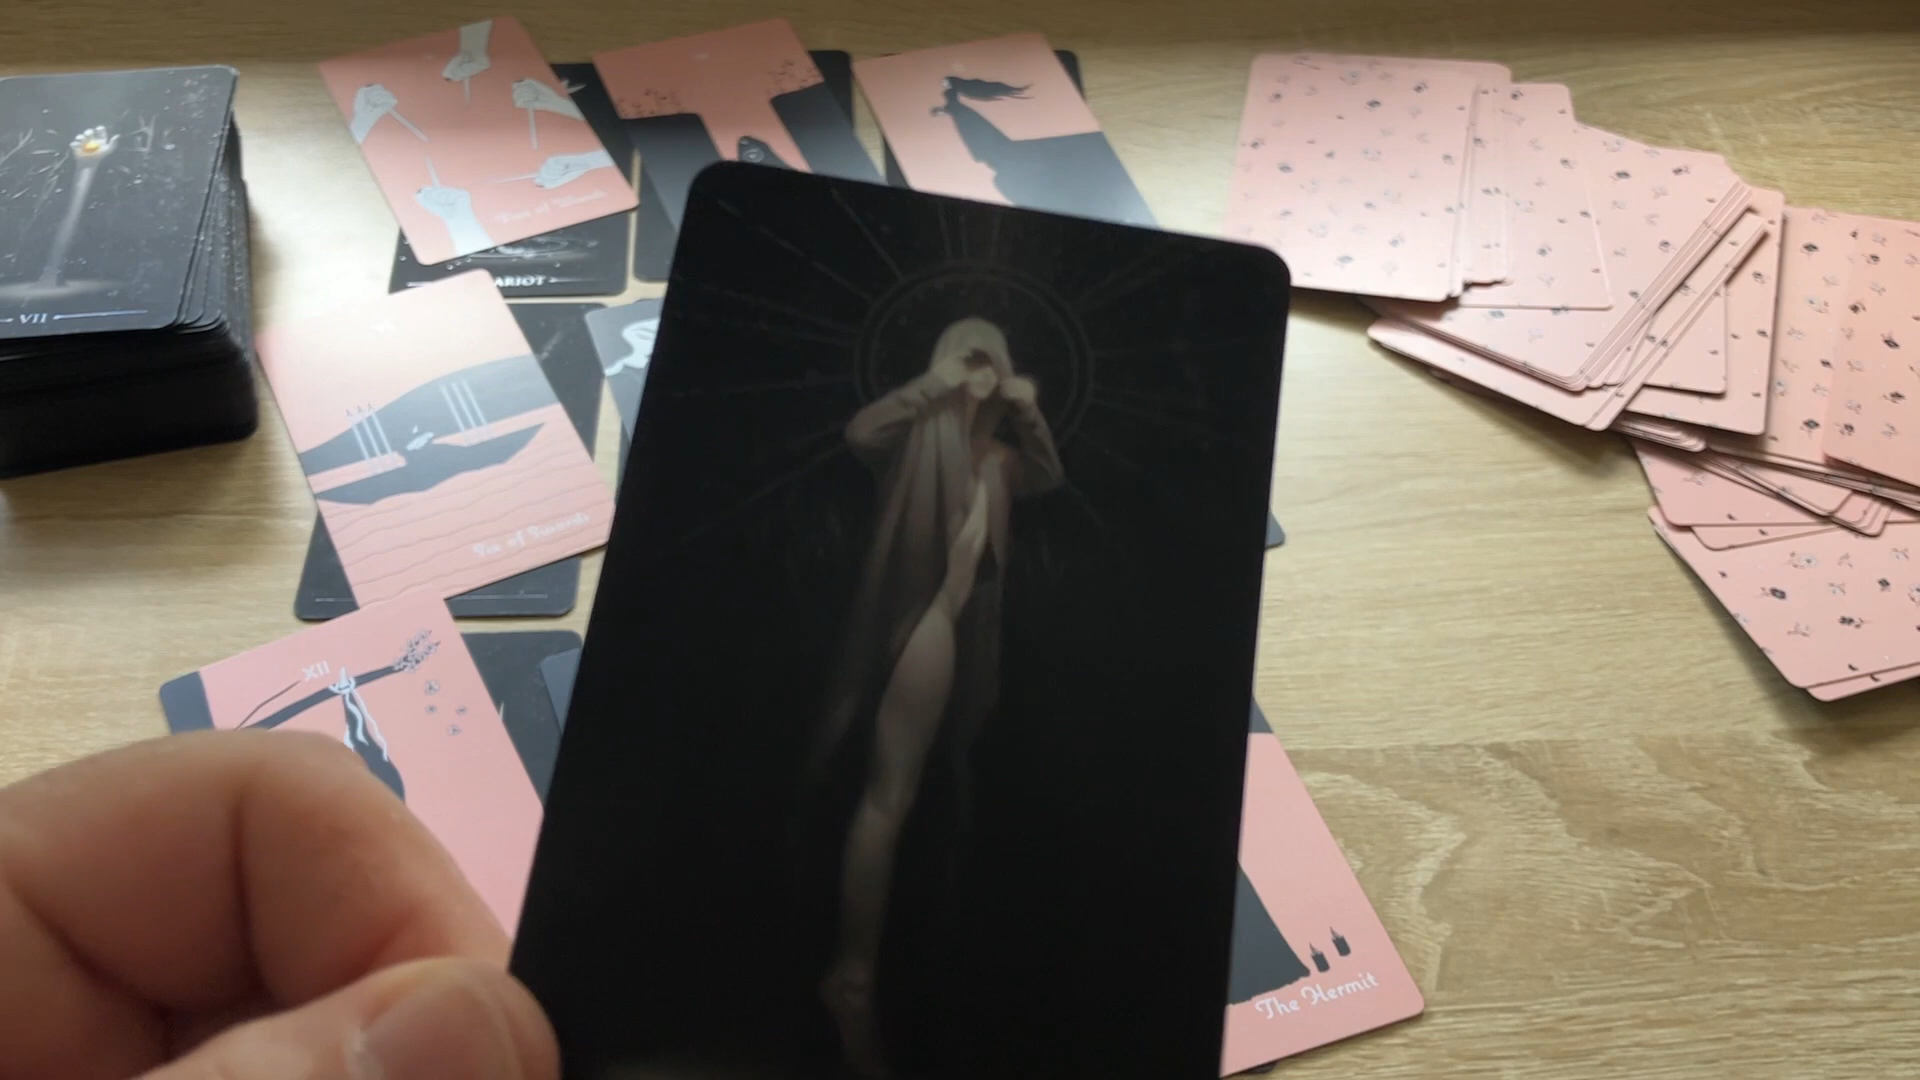 Five of Wands
ARIOT
VII
Six of Swords
XII
The Hermit